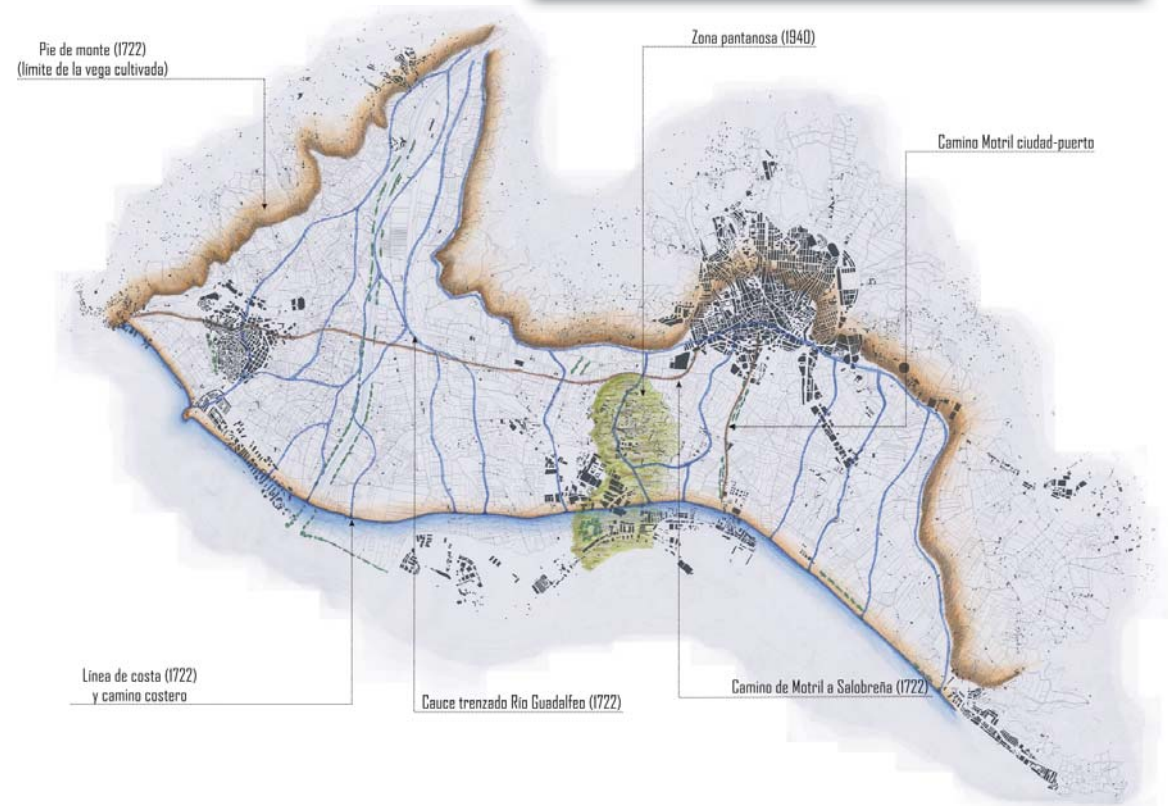 Pie de monte (1722)
(límite de la vega cultivada)
Zona pantanosa (1940)
Camino Motril ciudad-puerto
Línea de costa (1722)
y camino costero
Cauce trenzado Río Guadalfeo (1722)
Camino de Motril a Salobreña (1722)